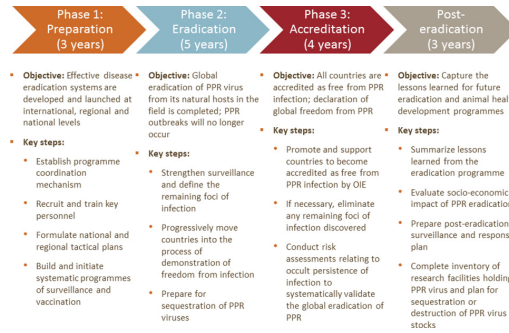 Phase 1:
Preparation
(3 years)
Phase 2:
Eradication
(5 years)
Phase 3:
Accreditation
(4 years)
Post-
eradication
(3 years)
Objective: Effective disease
eradication systems are
developed and launched at
international, regional and
national levels
Key steps:
Establish programme
coordination
mechanism
Recruit and train key
personnel
Formulate national and
regional tactical plans
Build and initiate
systematic programmes
of surveillance and
vaccination
Objective: Global
eradication of PPR virus
from its natural hosts in the
field is completed; PPR
outbreaks will no longer
occur
Key steps:
Strengthen surveillance
and define the
remaining foci of
infection
Progressively move
countries into the
process of
demonstration of
freedom from infection
Prepare for
sequestration of PPR
viruses
Objective: All countries are
accredited as free from PPR
infection; declaration of
global freedom from PPR
Key steps:
Promote and support
countries to become
accredited as free from
PPR infection by OIE
If necessary, eliminate
any remaining foci of
infection discovered
Conduct risk
assessments relating to
occult persistence of
infection to
systematically validate
the global eradication of
PPR
Objective: Capture the
lessons learned for future
eradication and animal heal
development programmes
Key steps:
Summarize lessons
learned from the
eradication programme
Evaluate socio-economic
impact of PPR eradication
Prepare post-eradication
surveillance and respons
plan
Complete inventory of
research facilities holding
PPR virus and plan for
sequestration or
destruction of PPR virus
stocks